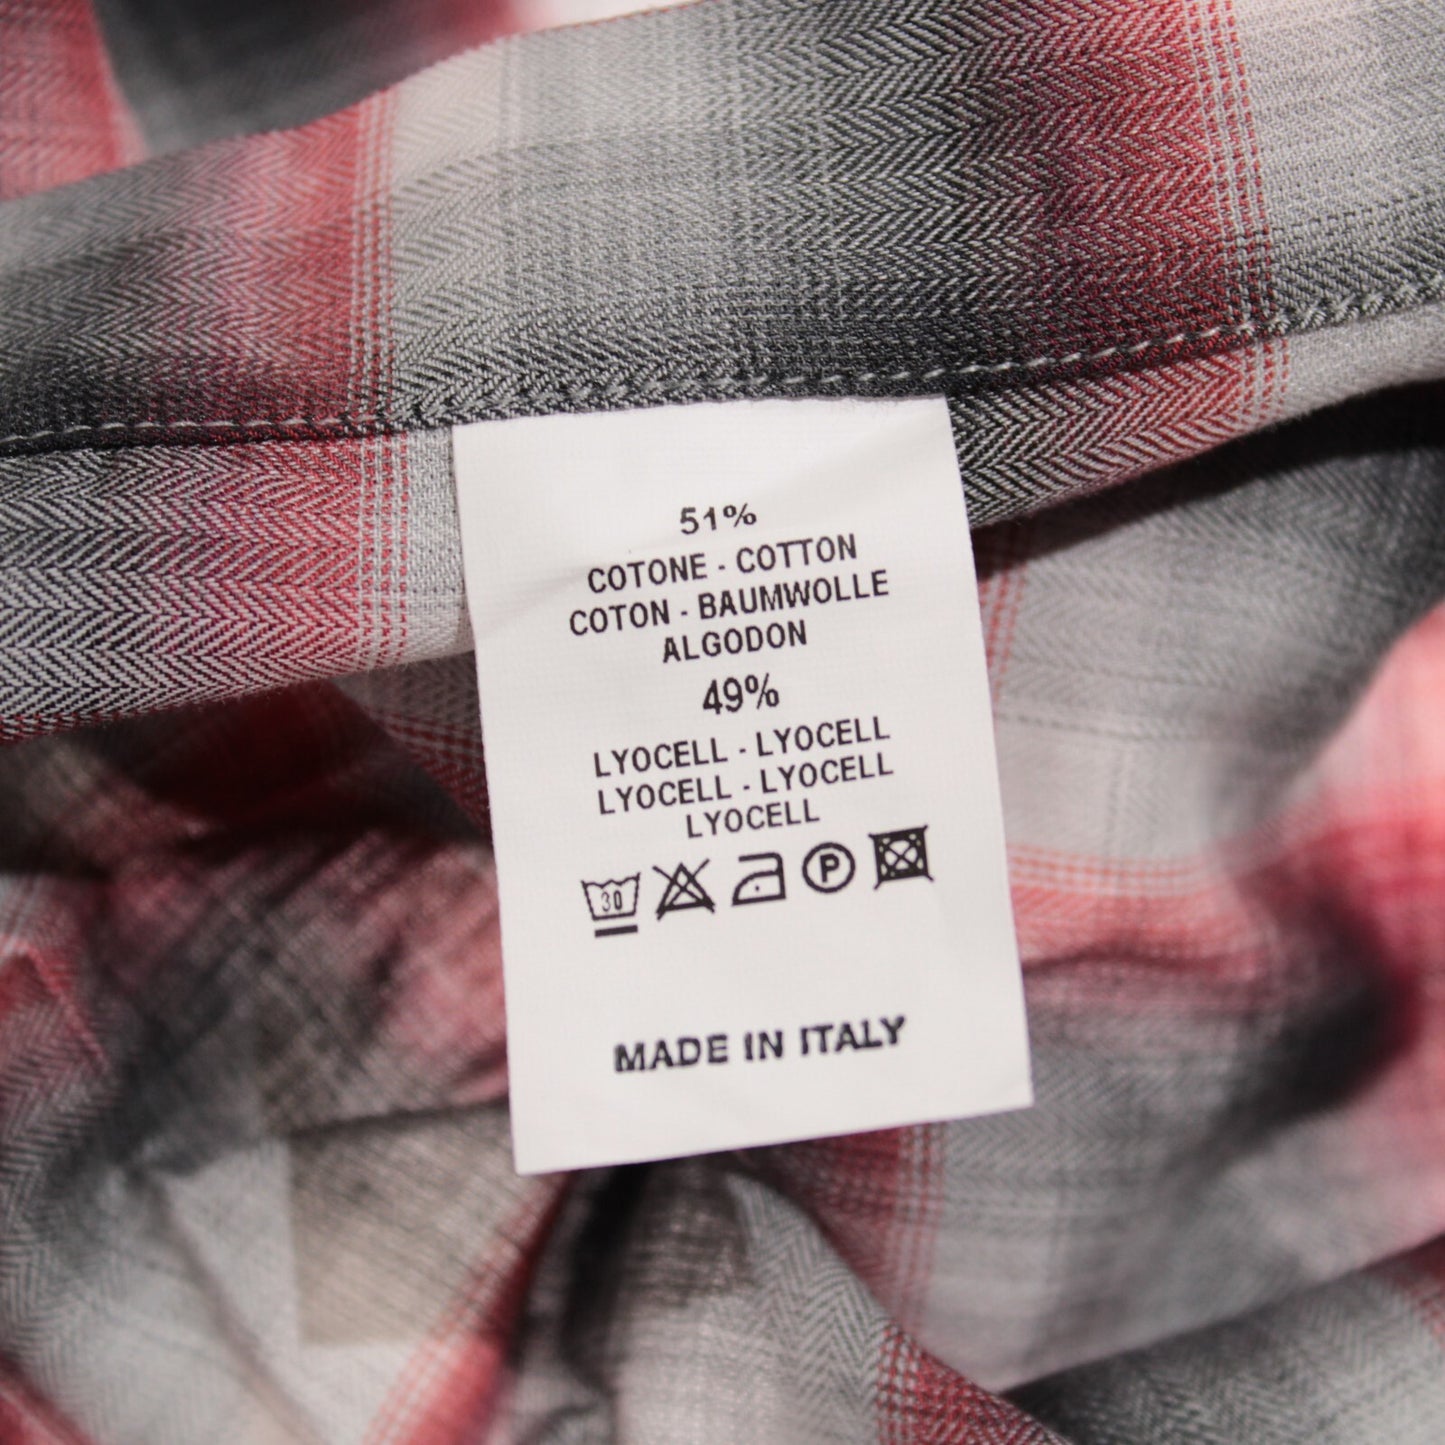 51%
COTONE - COTTON
COTON - BAUMWOLLE
ALGODON
49%
LYOCELL - LYOCELL
LYOCELL - LYOCELL
LYOCELL
30 P
MADE IN ITALY